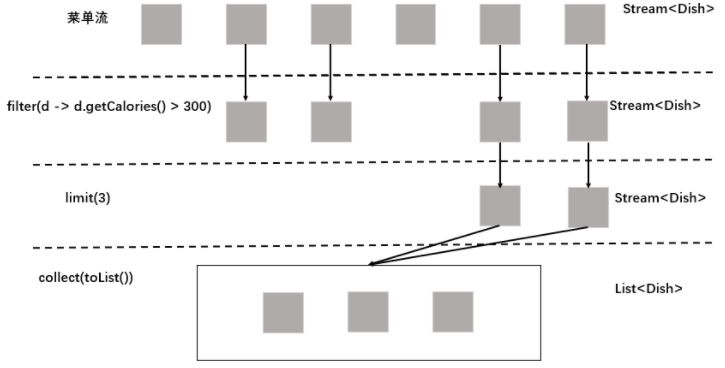 菜单流
Stream<Dish>
filter(d -> d.getCalories() > 300)
Stream<Dish>
limit(3)
Stream<Dish>
collect(toList())
List<Dish>